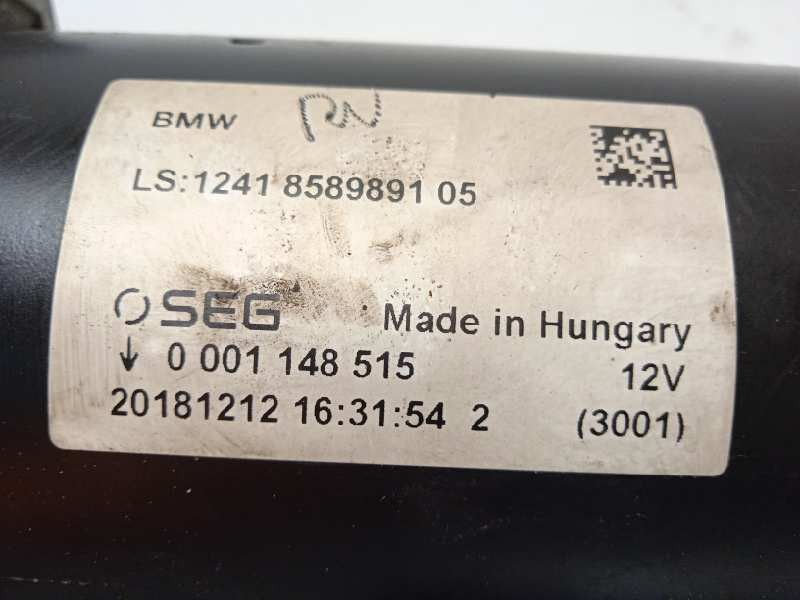 BMW
LS:1241 8589891 05
SEG
Made in Hungary
0 001 148 515
12V
20181212 16:31:54 2
(3001)